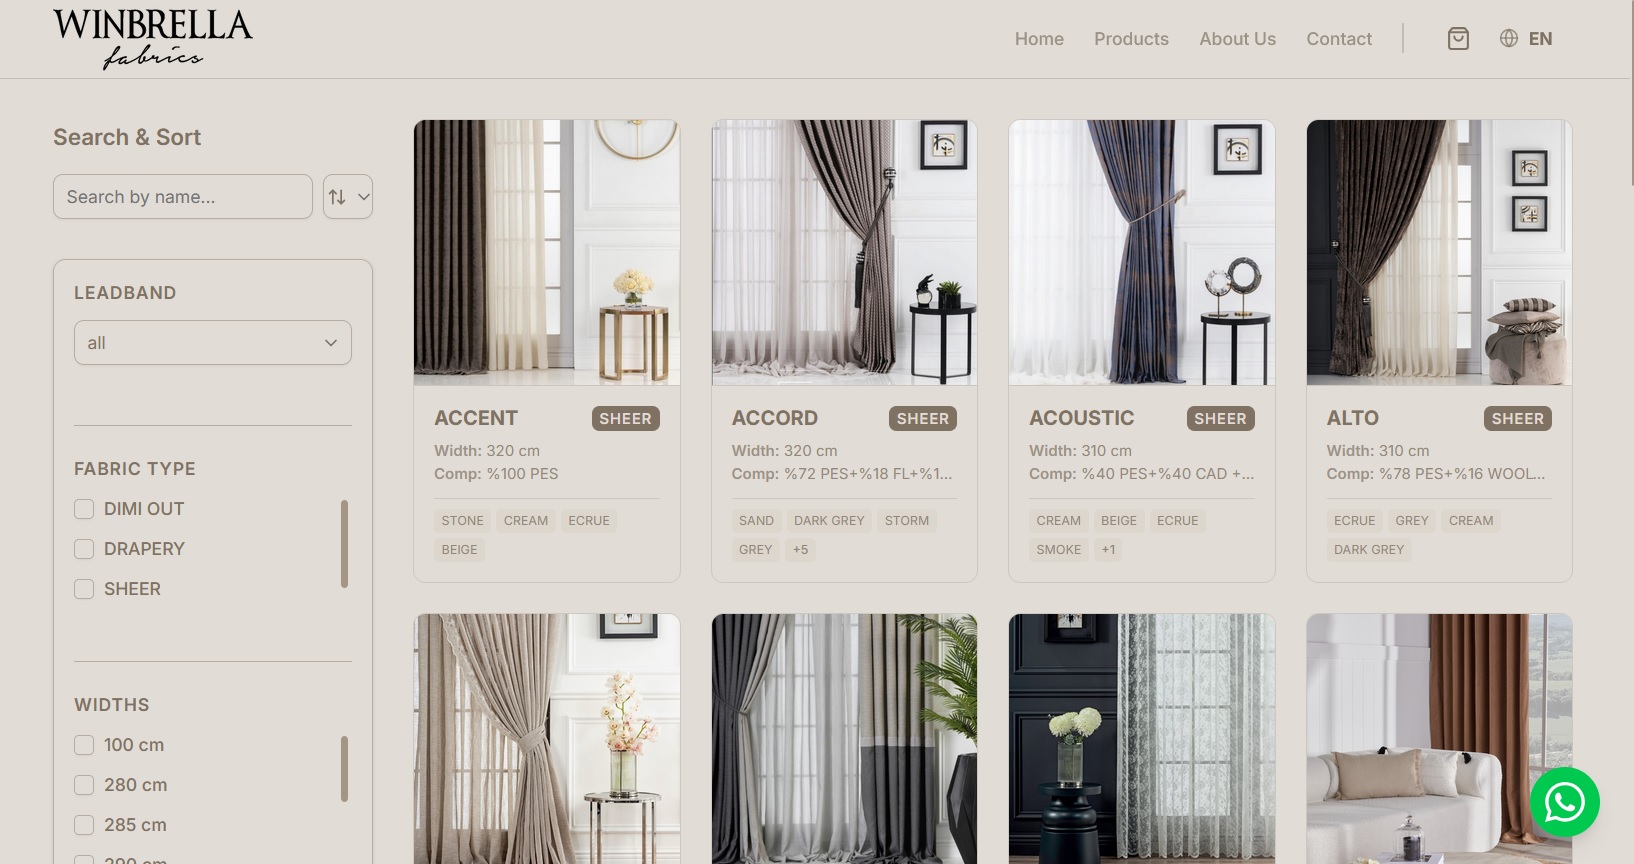 WINBRELLA
fabrics
Home
Products
About Us
Contact
EN
Search & Sort
Search by name...
LEADBAND
all
FABRIC TYPE
DIMI OUT
DRAPERY
SHEER
WIDTHS
100 cm
280 cm
285 cm
290 cm
ACCENT
SHEER
Width: 320 cm
Comp: %100 PES
STONE
CREAM
ECRUE
BEIGE
ACCORD
SHEER
Width: 320 cm
Comp: %72 PES+%18 FL+%1...
SAND
DARK GREY
STORM
GREY
+5
ACOUSTIC
SHEER
Width: 310 cm
Comp: %40 PES+%40 CAD +...
CREAM
BEIGE
ECRUE
SMOKE
+1
ALTO
SHEER
Width: 310 cm
Comp: %78 PES+%16 WOOL...
ECRUE
GREY
CREAM
DARK GREY